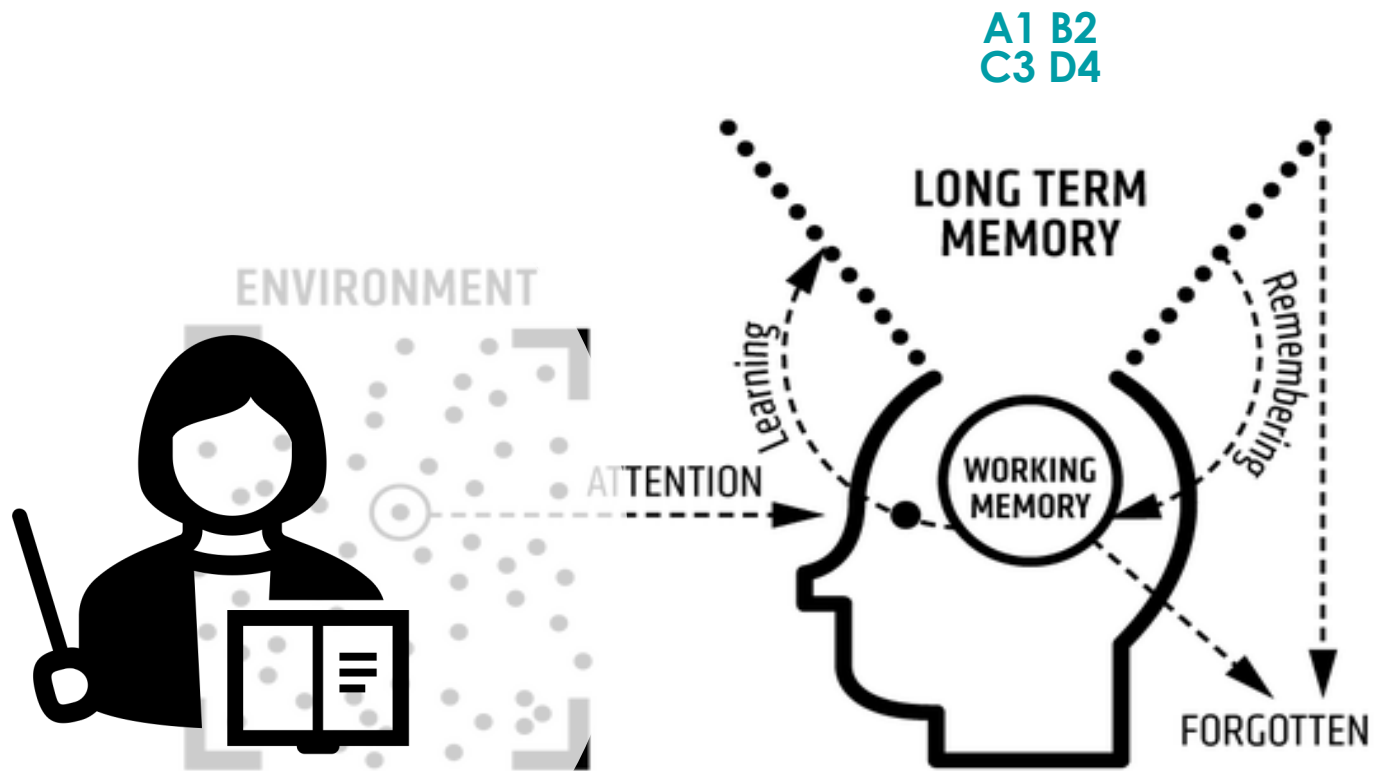 A1 B2
C3 D4
LONG TERM
MEMORY
ENVIRONMENT
Learning
Remembering
ATTENTION
WORKING
MEMORY
FORGOTTEN